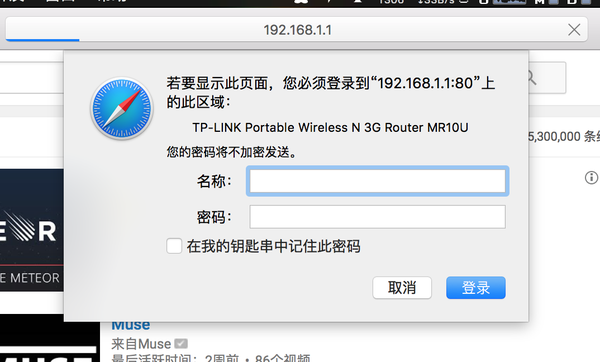 192.168.1.1
若要显示此页面，您必须登录到“192.168.1.1:80”上
的此区域：
TP-LINK Portable Wireless N 3G Router MR10U
您的密码将不加密发送。
5,300,000 条
名称：
密码：
在我的钥匙串中记住此密码
取消
登录
METEOR
Muse
来自Muse
最后活跃时间：2周前 • 86个视频